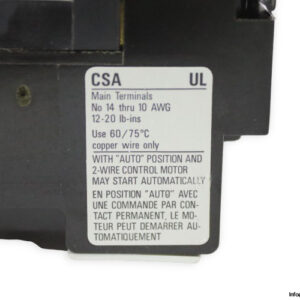 CSA UL
Main Terminals
No 14 thru 10 AWG
12-20 lb-ins
Use 60/75°C
copper wire only
WITH "AUTO" POSITION AND
2-WIRE CONTROL MOTOR
MAY START AUTOMATICALLY
EN POSITION "AUTO" AVEC
UNE COMMANDE PAR CON-
TACT PERMANENT, LE MO-
TEUR PEUT DEMARRER AU-
TOMATIQUEMENT